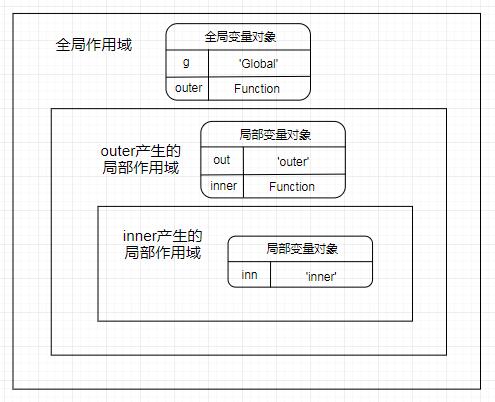 全局作用域
全局变量对象
g 'Global'
outer Function
outer产生的
局部作用域
局部变量对象
out 'outer'
inner Function
inner产生的
局部作用域
局部变量对象
inn 'inner'